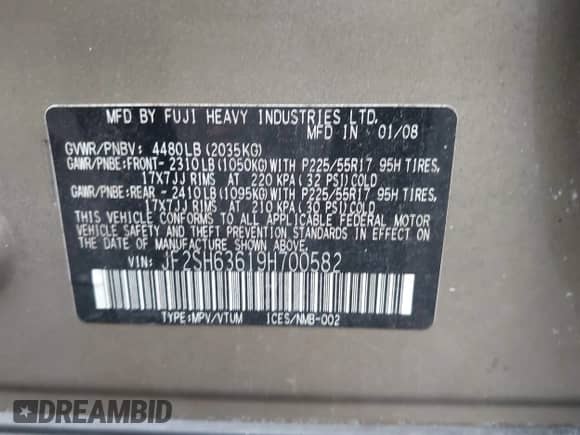 MFD BY FUJI HEAVY INDUSTRIES LTD.
MFD IN 01/08
GVWR/PNBV: 4480LB (2035KG)
GAWR/PNBE:FRONT- 2310LB(1050KG)WITH P225/55R17 95H TIRES,
17X7JJ RIMS AT 220 KPA( 32 PSI)COLD
GAWR/PNBE:REAR - 2410LB(1095KG)WITH P225/55R17 95H TIRES,
17X7JJ RIMS AT 210 KPA( 30 PSI)COLD
THIS VEHICLE CONFORMS TO ALL APPLICABLE FEDERAL MOTOR
VEHICLE SAFETY AND BUMPER STANDARDS IN EFFECT ON THE
DATE OF MANUFACTURE SHOWN ABOVE.
VIN: JF2SH63619H700582
TYPE:MPV/VTUM ICES/NMB-002
DREAMBID